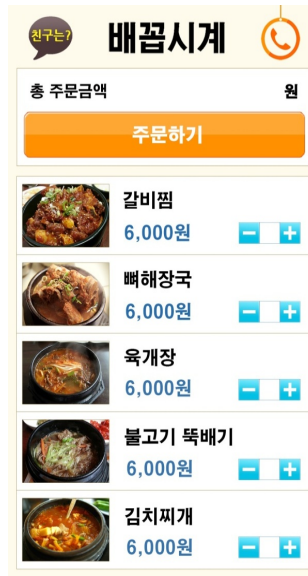 친구는?
배꼽시계
총 주문금액 원
주문하기
갈비찜
6,000원
뼈해장국
6,000원
육개장
6,000원
불고기 뚝배기
6,000원
김치찌개
6,000원